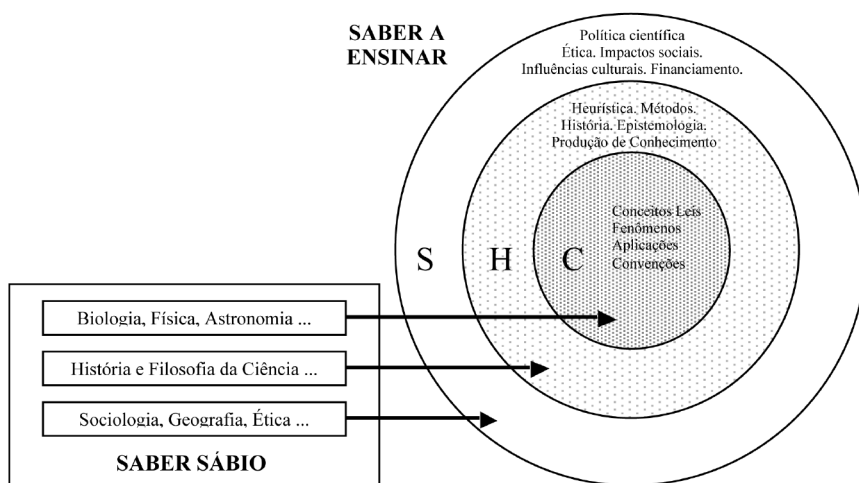 SABER A
ENSINAR
Política científica
Ética. Impactos sociais.
Influências culturais. Financiamento.
Heurística. Métodos.
História. Epistemologia.
Produção de Conhecimento
Conceitos Leis
Fenômenos
Aplicações
Convenções
S H C
Biologia, Física, Astronomia ...
História e Filosofia da Ciência ...
Sociologia, Geografia, Ética ...
SABER SÁBIO